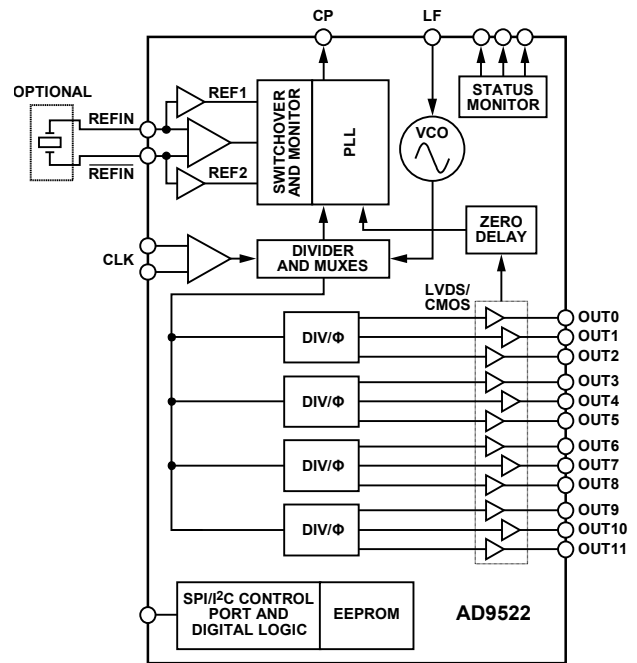 CP
LF
OPTIONAL
REFIN
REFIN
REF1
REF2
SWITCHOVER
AND MONITOR
PLL
VCO
STATUS
MONITOR
ZERO
DELAY
CLK
DIVIDER
AND MUXES
LVDS/
CMOS
DIV/Φ
OUT0
OUT1
OUT2
DIV/Φ
OUT3
OUT4
OUT5
DIV/Φ
OUT6
OUT7
OUT8
DIV/Φ
OUT9
OUT10
OUT11
SPI/I²C CONTROL
PORT AND
DIGITAL LOGIC
EEPROM
AD9522